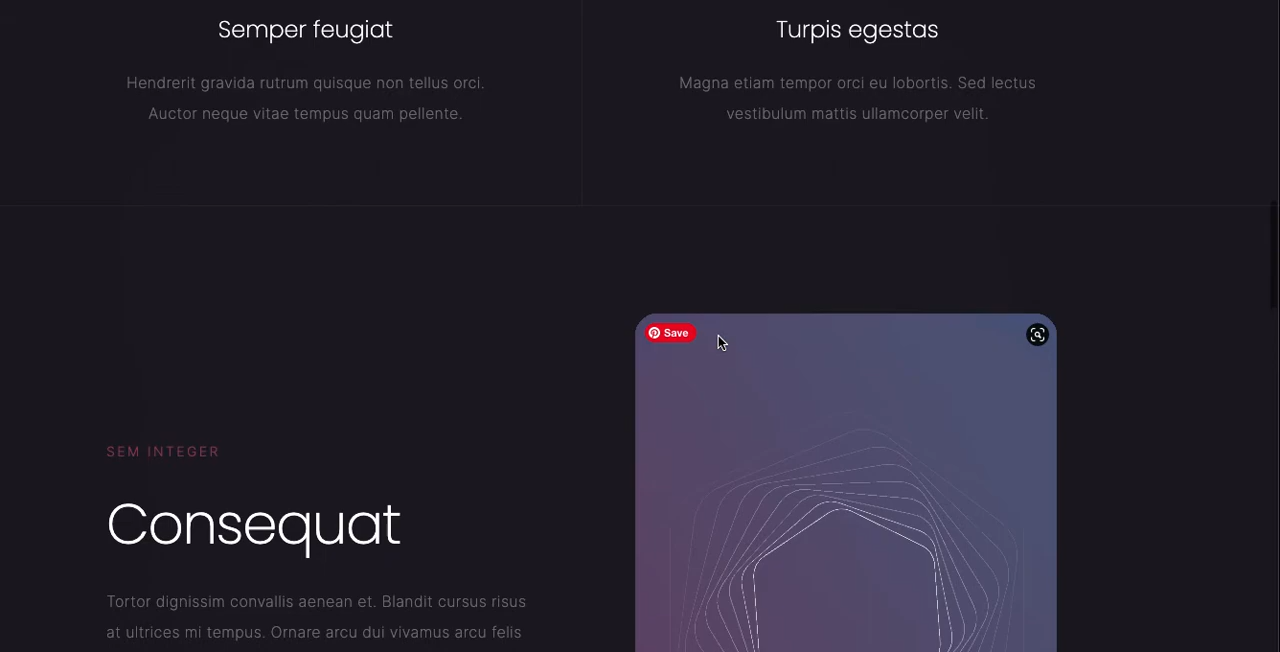 Semper feugiat
Hendrerit gravida rutrum quisque non tellus orci.
Auctor neque vitae tempus quam pellente.
Turpis egestas
Magna etiam tempor orci eu lobortis. Sed lectus
vestibulum mattis ullamcorper velit.
Save
SEM INTEGER
Consequat
Tortor dignissim convallis aenean et. Blandit cursus risus
at ultrices mi tempus. Ornare arcu dui vivamus arcu felis